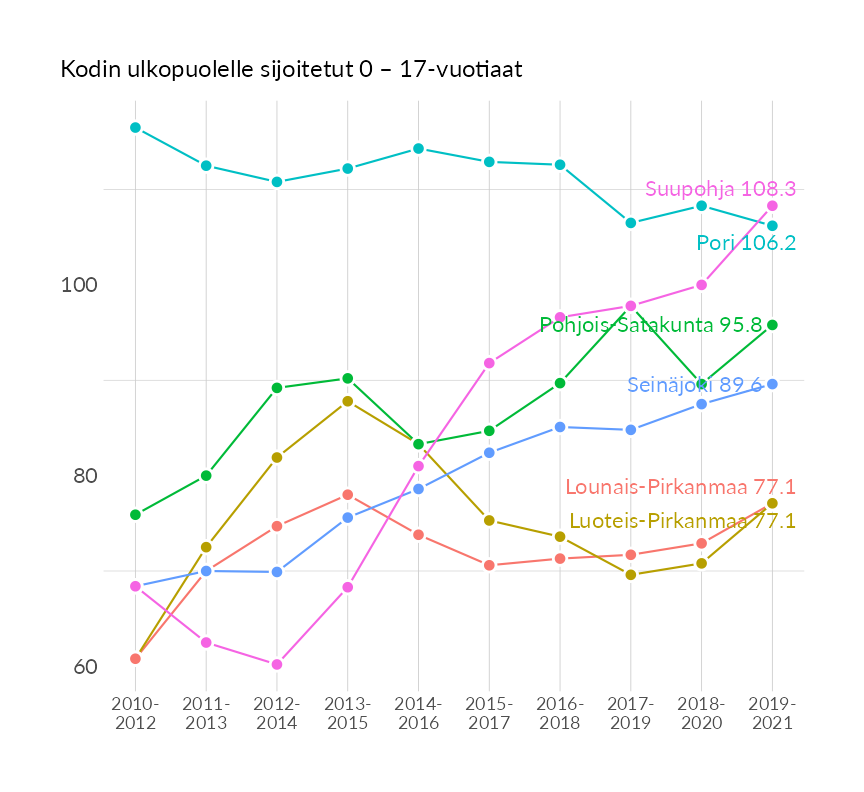 Kodin ulkopuolelle sijoitetut 0 – 17-vuotiaat
Suupohja 108.3
Pori 106.2
100
Pohjois-Satakunta 95.8
Seinäjoki 89.6
80
Lounais-Pirkanmaa 77.1
Luoteis-Pirkanmaa 77.1
60
2010- 2011- 2012- 2013- 2014- 2015- 2016- 2017- 2018- 2019-
2012 2013 2014 2015 2016 2017 2018 2019 2020 2021